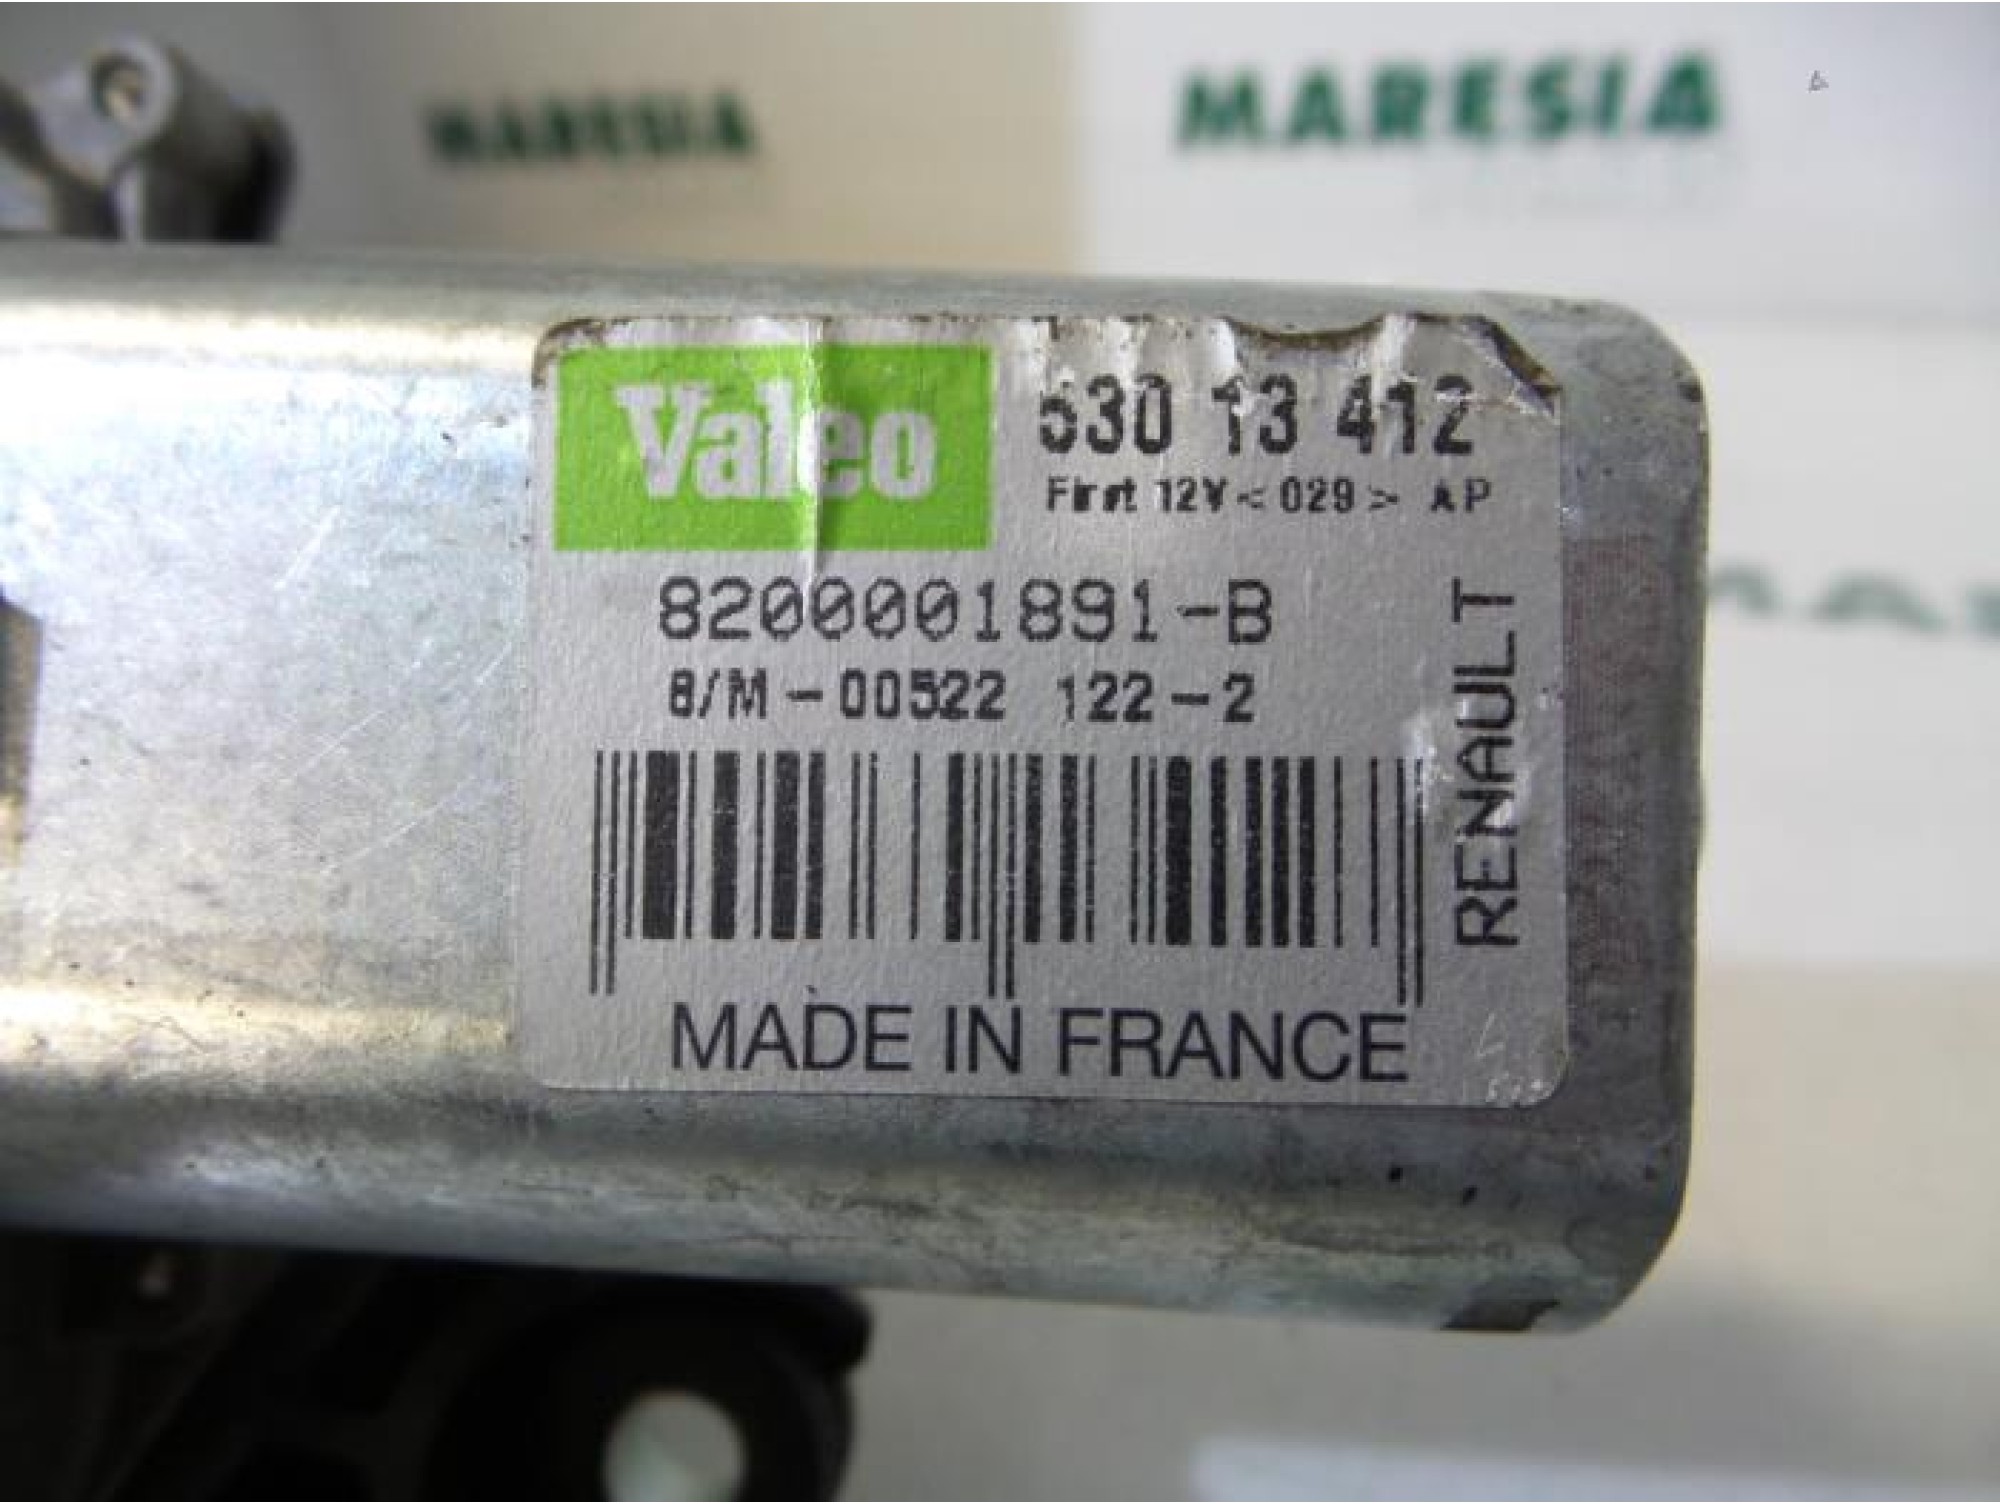 MARESIA
MARESIA
Valeo
530 13 412
First 12V < 029 > AP
8200001891-B
8/M - 00522 122 - 2
RENAULT
MADE IN FRANCE